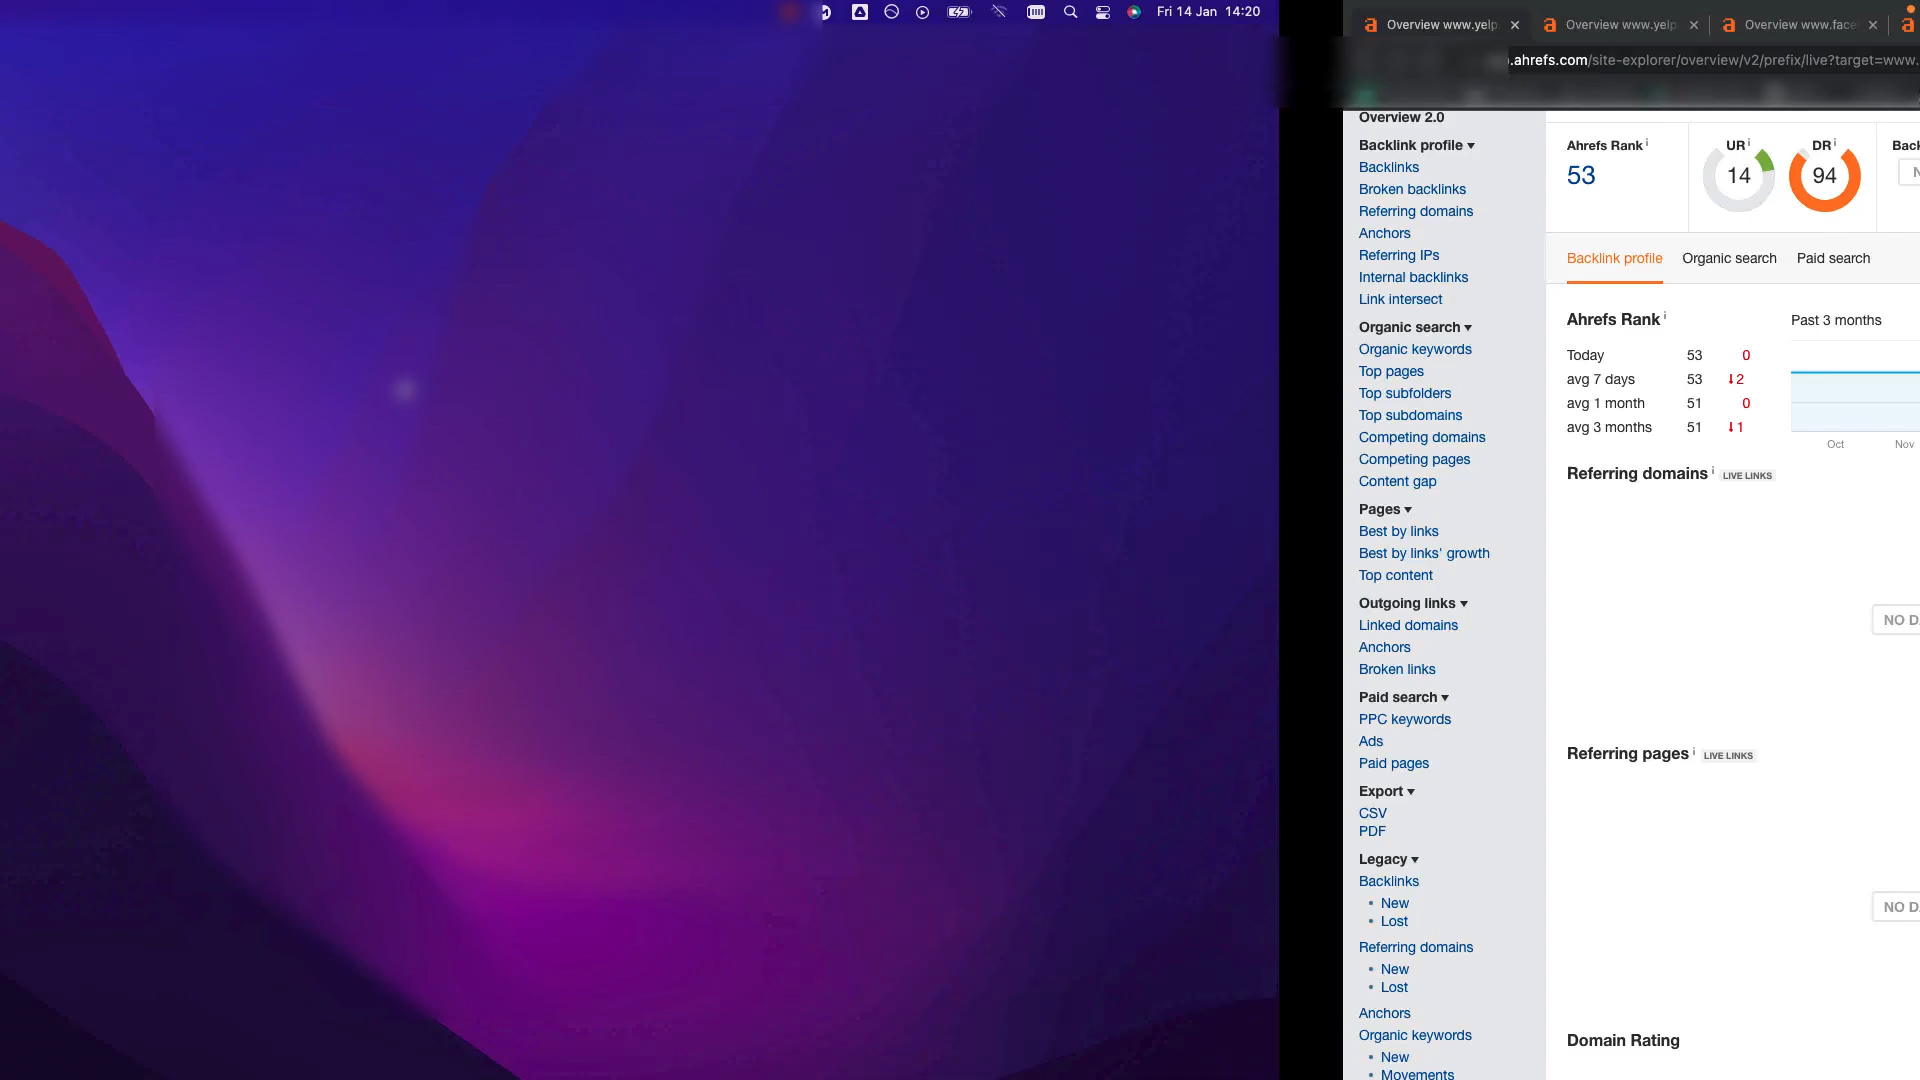 Fri 14 Jan 14:20
Overview www.yelp.
Overview www.yelp
Overview www.face
.ahrefs.com/site-explorer/overview/v2/prefix/live?target=www.
Overview 2.0
Backlink profile
Backlinks
Broken backlinks
Referring domains
Anchors
Referring IPs
Internal backlinks
Link intersect
Organic search
Organic keywords
Top pages
Top subfolders
Top subdomains
Competing domains
Competing pages
Content gap
Pages
Best by links
Best by links' growth
Top content
Outgoing links
Linked domains
Anchors
Broken links
Paid search
PPC keywords
Ads
Paid pages
Export
CSV
PDF
Legacy
Backlinks
• New
• Lost
Referring domains
• New
• Lost
Anchors
Organic keywords
• New
• Movements
Ahrefs Rank i
53
UR i
14
DR i
94
Back
N
Backlink profile Organic search Paid search
Ahrefs Rank i
Today 53 0
avg 7 days 53 ↓2
avg 1 month 51 0
avg 3 months 51 ↓1
Past 3 months
Oct Nov
Referring domains i LIVE LINKS
NO D
Referring pages i LIVE LINKS
NO D
Domain Rating